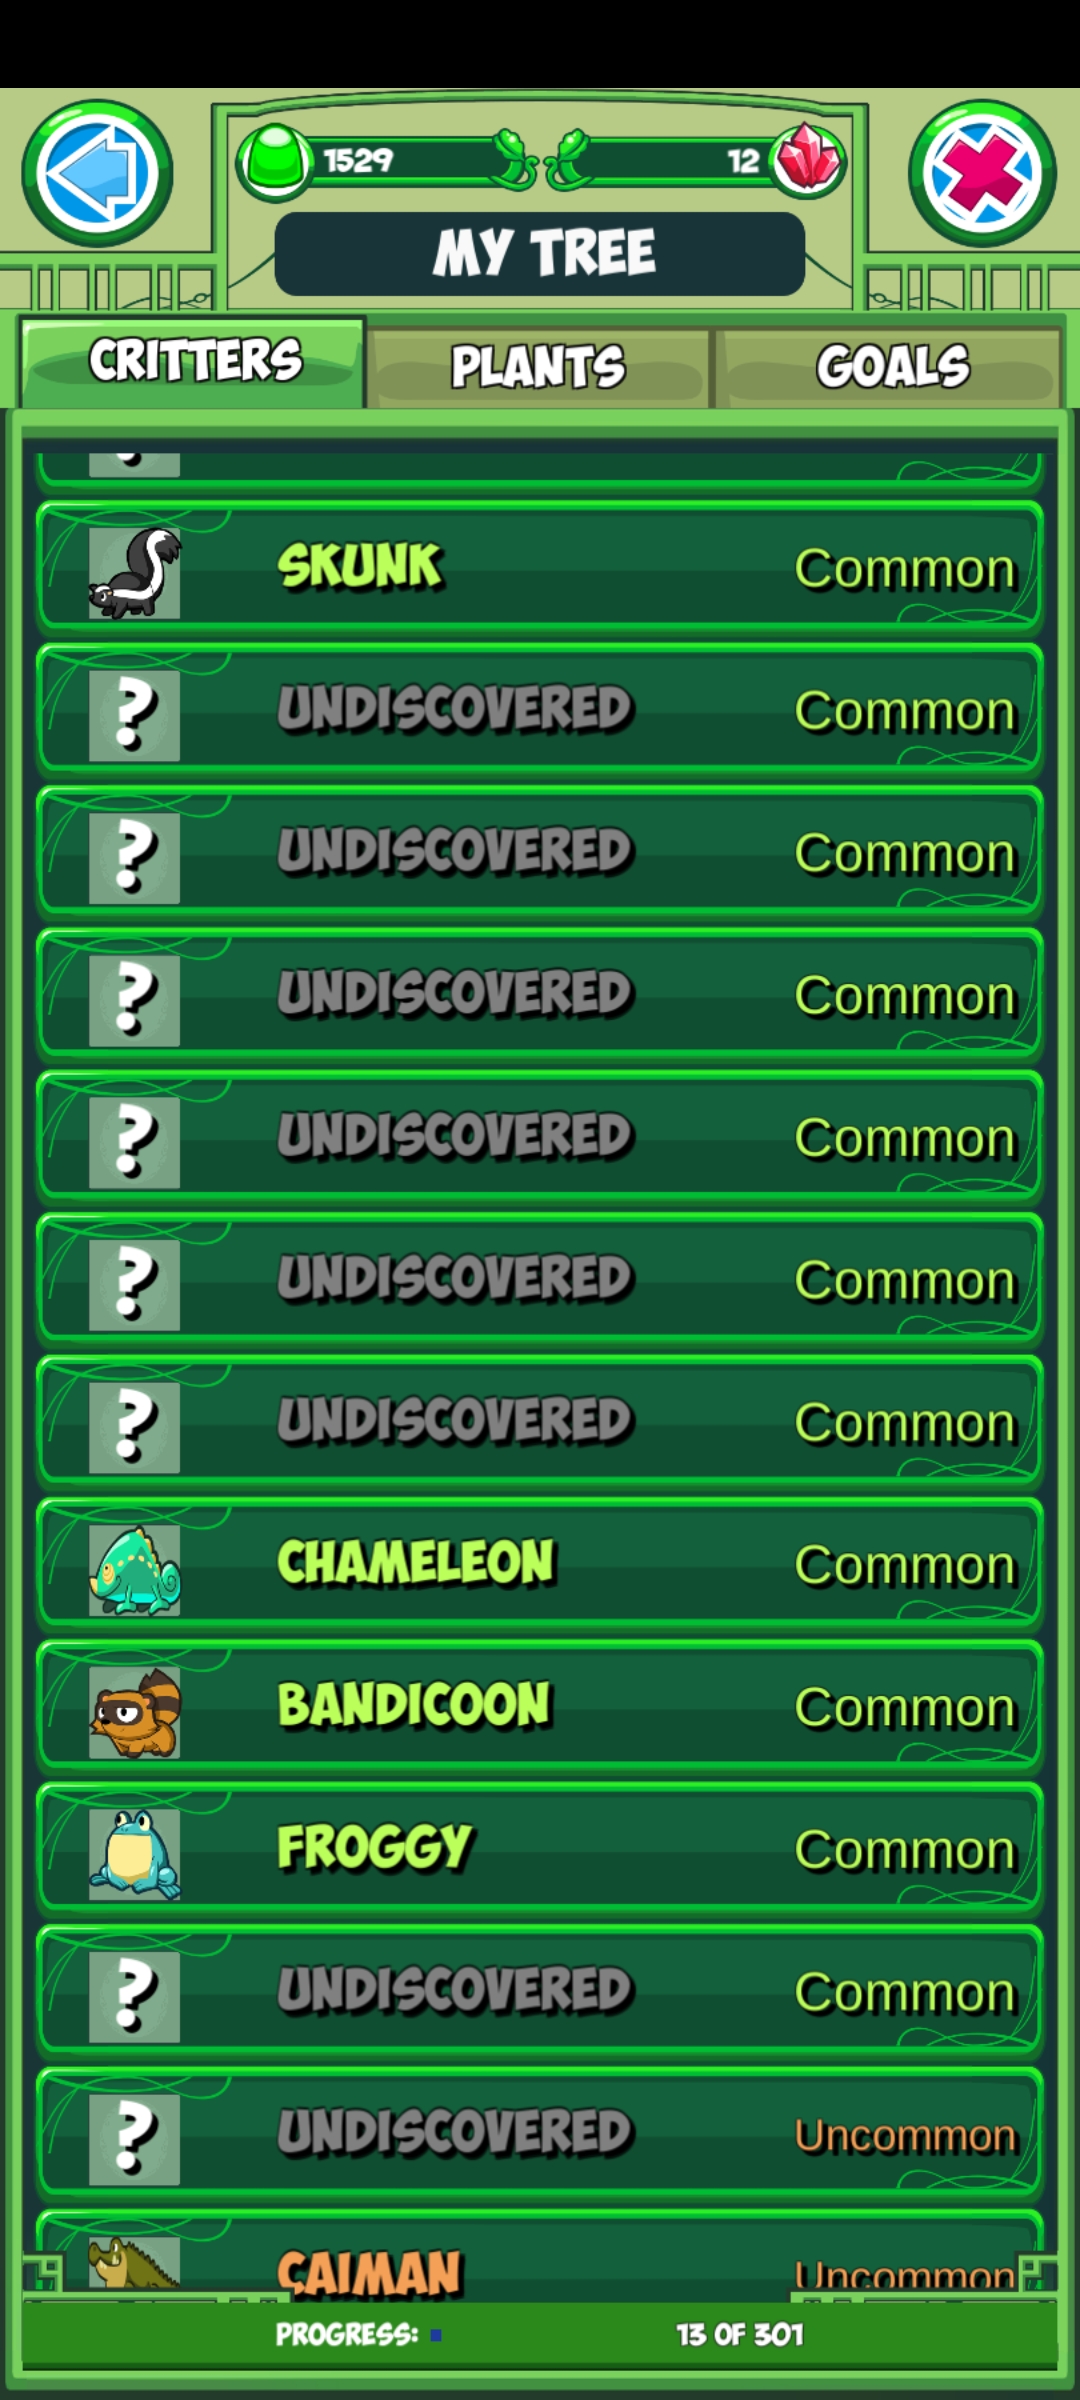 1529
12
MY TREE
CRITTERS
PLANTS
GOALS
?
SKUNK
Common
?
UNDISCOVERED
Common
?
UNDISCOVERED
Common
?
UNDISCOVERED
Common
?
UNDISCOVERED
Common
?
UNDISCOVERED
Common
?
UNDISCOVERED
Common
CHAMELEON
Common
BANDICOON
Common
FROGGY
Common
?
UNDISCOVERED
Common
?
UNDISCOVERED
Uncommon
CAIMAN
Uncommon
PROGRESS:
13 OF 301